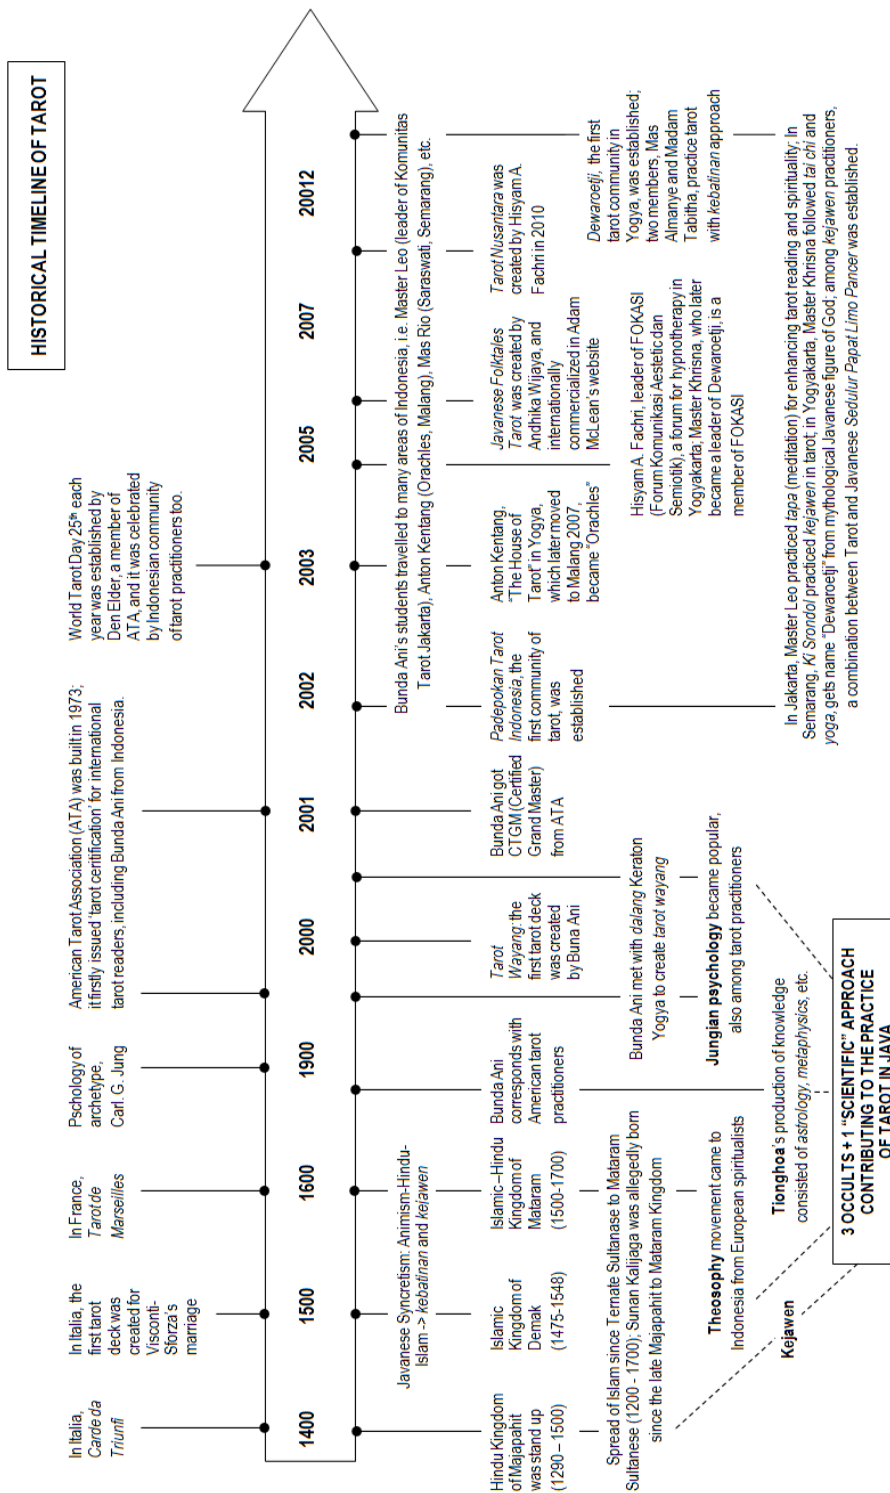 HISTORICAL TIMELINE OF TAROT
In Italia,
Carde da
Triunfi
In Italia, the
first tarot
deck was
created for
Visconti-
Sforza's
marriage
In France,
Tarot de
Marseilles
Pschology of
archetype,
Carl. G. Jung
American Tarot Association (ATA) was built in 1973;
it firstly issued 'tarot ceritification' for international
tarot readers, including Bunda Ani from Indonesia.
World Tarot Day 25th each
year was established by
Den Elder, a member of
ATA, and it was celebrated
by Indonesian community
of tarot practitioners too.
1400
1500
1600
1900
2000
2001
2002
2003
2005
2007
20012
Javanese Syncretism: Animism-Hindu-
Islam -> kebatinan and kejawen
Bunda Ani's students travelled to many areas of Indonesia, i.e. Master Leo (leader of Komunitas
Tarot Jakarta), Anton Kentang (Orachles, Malang), Mas Rio (Saraswati, Semarang), etc.
Hindu Kingdom
of Majapahit
was stand up
(1290 – 1500)
Islamic
Kingdom of
Demak
(1475-1548)
Islamic –Hindu
Kingdom of
Mataram
(1500-1700)
Bunda Ani
corresponds with
American tarot
practitioners
Tarot
Wayang: the
first tarot deck
was created
by Buna Ani
Bunda Ani got
CTGM (Certified
Grand Master)
from ATA
Padepokan Tarot
Indonesia, the
first community of
tarot, was
established
Anton Kentang,
"The House of
Tarot" in Yogya,
which later moved
to Malang 2007,
became "Orachles"
Javanese Folktales
Tarot was created by
Andhika Wijaya, and
internationally
commercialized in Adam
McLean's website
Tarot Nusantara was
created by Hisyam A.
Fachri in 2010
Spread of Islam since Ternate Sultanase to Mataram
Sultanese (1200 - 1700); Sunan Kalijaga was allegedly born
since the late Majapahit to Mataram Kingdom
Bunda Ani met with dalang Keraton
Yogya to create tarot wayang
Hisyam A. Fachri, leader of FOKASI
(Forum Komunikasi Aestetic dan
Semiotik), a forum for hypnotherapy in
Yogyakarta; Master Khrisna, who later
became a leader of Dewaroetji, is a
member of FOKASI
Dewaroetji, the first
tarot community in
Yogya, was established;
two members, Mas
Almanye and Madam
Tabitha, practice tarot
with kebatinan approach
Theosophy movement came to
Indonesia from European spiritualists
Jungian psychology became popular,
also among tarot practitioners
Kejawen
Tionghoa's production of knowledge
consisted of astrology, metaphysics, etc.
In Jakarta, Master Leo practiced tapa (meditation) for enhancing tarot reading and spirituality; In
Semarang, Ki Srondol practiced kejawen in tarot; in Yogyakarta, Master Khrisna followed tai chi and
yoga, gets name "Dewaroetji" from mythological Javanese figure of God; among kejawen practitioners,
a combination between Tarot and Javanese Sedulur Papat Limo Pancer was established.
3 OCCULTS + 1 "SCIENTIFIC" APPROACH
CONTRIBUTING TO THE PRACTICE
OF TAROT IN JAVA